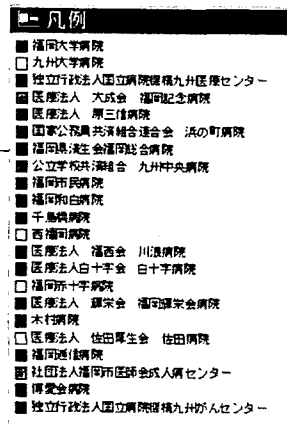 凡例
福岡大学病院
九州大学病院
独立行政法人国立病院機構九州医療センター
医療法人 大成会 福岡記念病院
医療法人 原三信病院
国家公務員共済組合連合会 浜の町病院
福岡県済生会福岡総合病院
公立学校共済組合 九州中央病院
福岡市民病院
福岡和白病院
千鳥橋病院
西福岡病院
医療法人 福西会 川浪病院
医療法人白十字会 白十字病院
福岡赤十字病院
医療法人 輝栄会 福岡輝栄会病院
木村病院
医療法人 佐田厚生会 佐田病院
福岡逓信病院
社団法人福岡市医師会成人病センター
博愛会病院
独立行政法人国立病院機構九州がんセンター